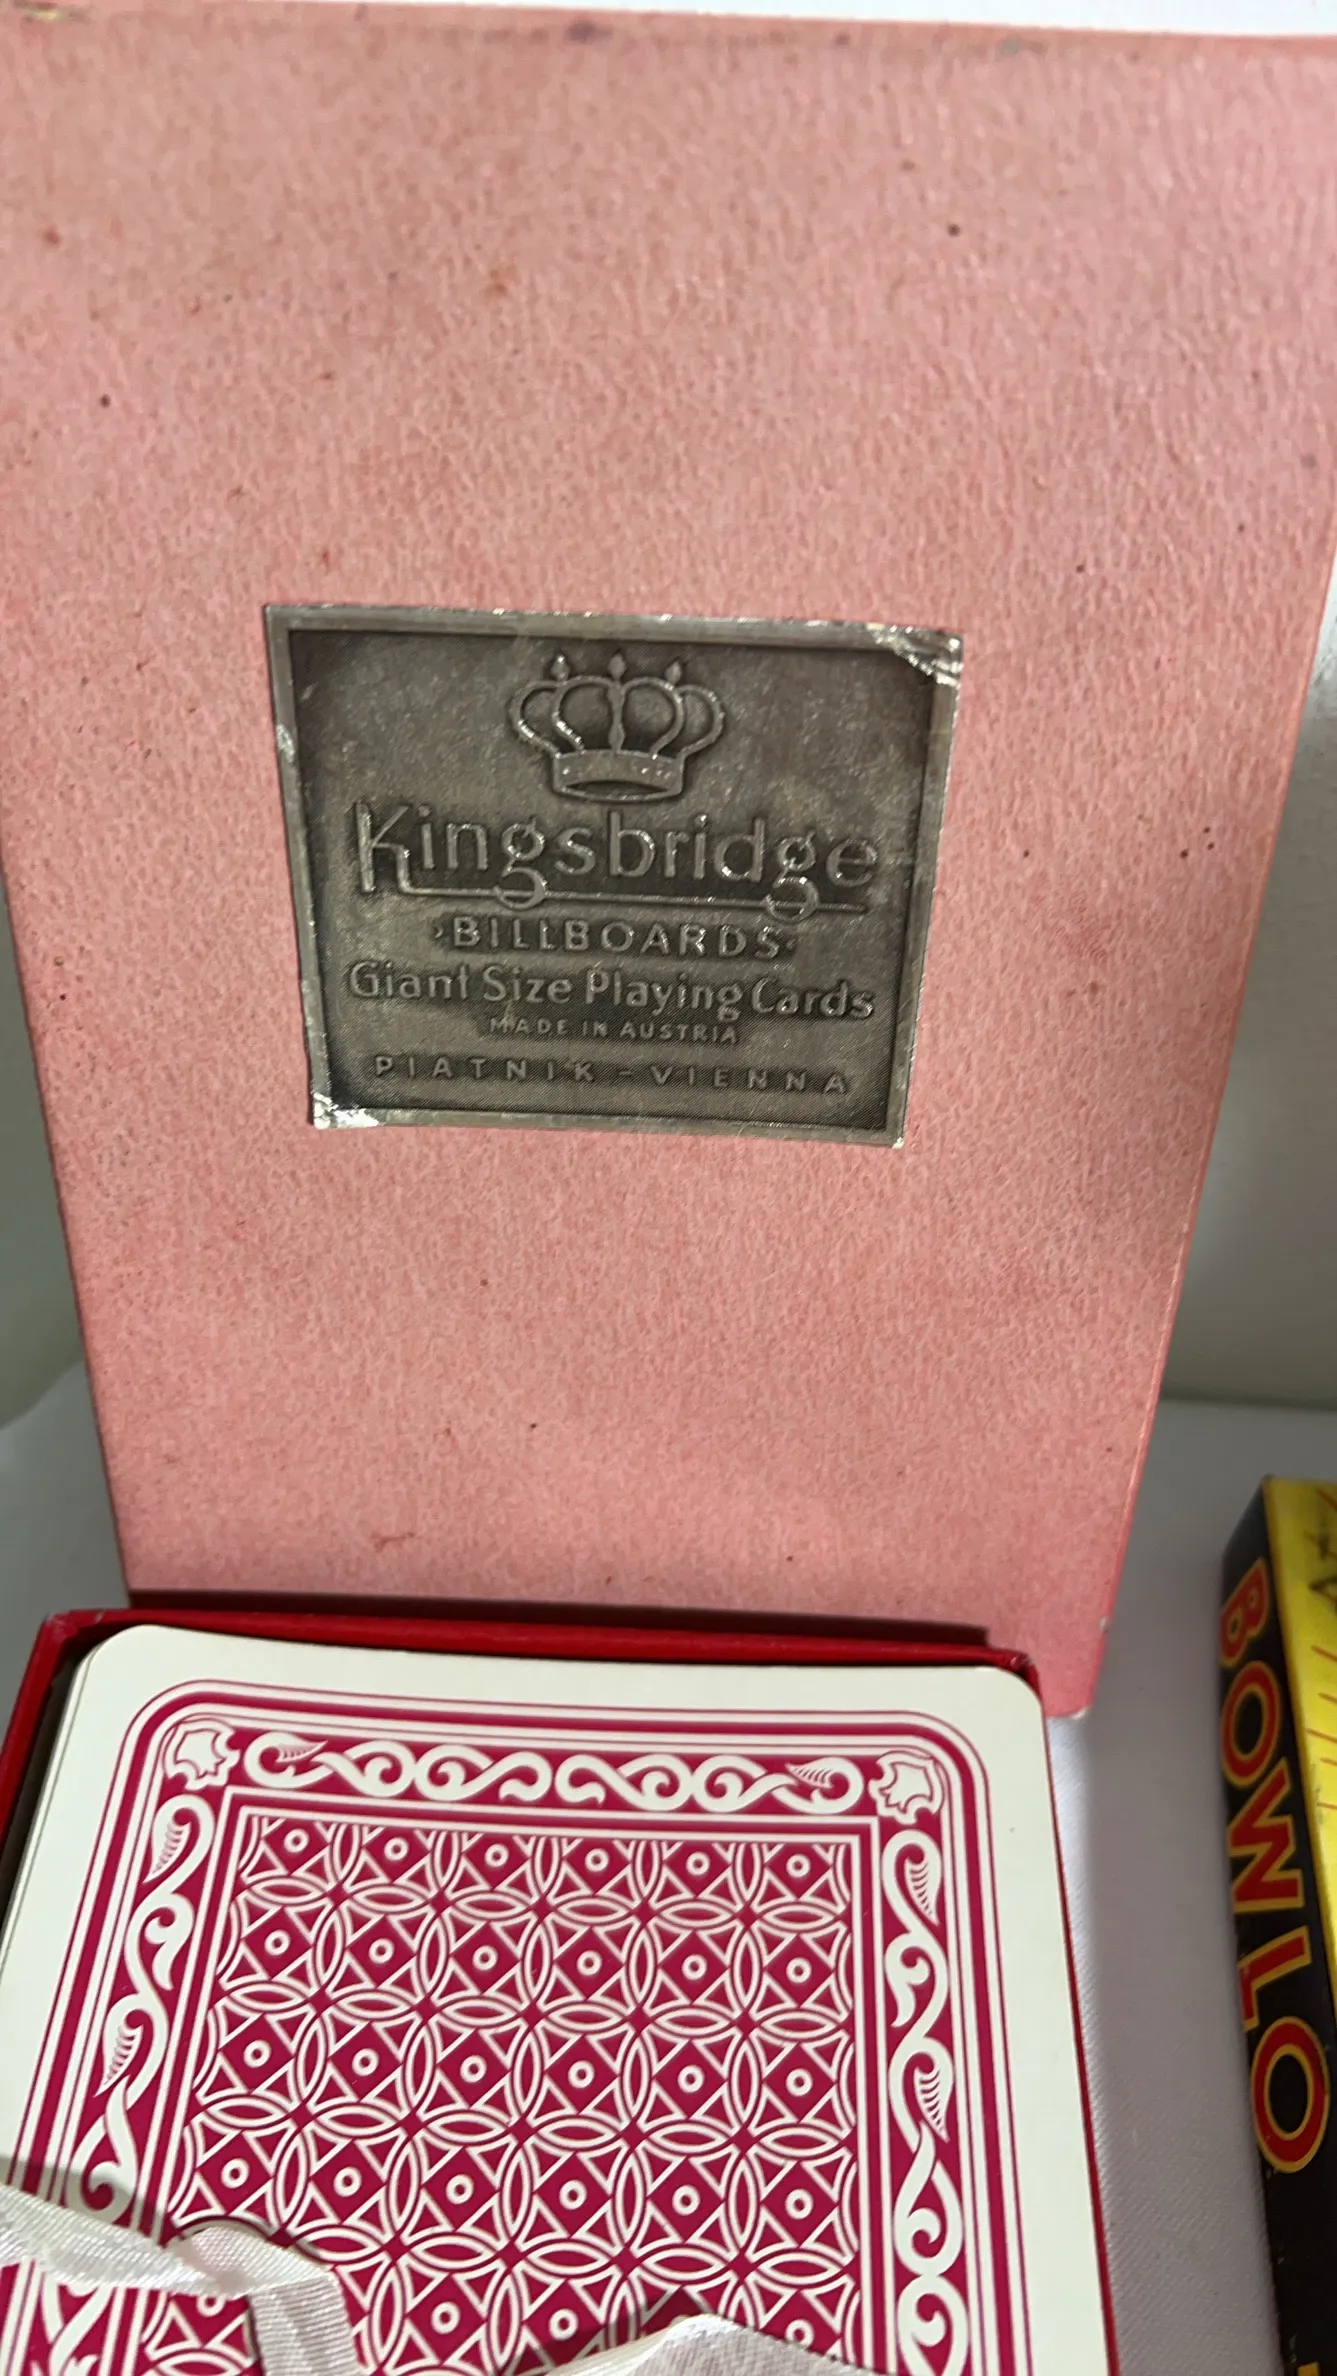 Kingsbridge
·BILLBOARDS·
Giant Size Playing Cards
MADE IN AUSTRIA
PIATNIK - VIENNA
BOWLO